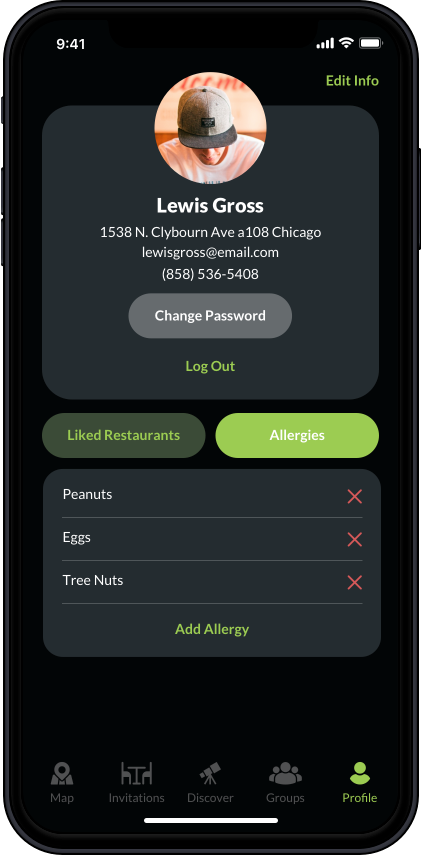 9:41
Edit Info
Lewis Gross
1538 N. Clybourn Ave a108 Chicago
lewisgross@email.com
(858) 536-5408
Change Password
Log Out
Liked Restaurants
Allergies
Peanuts
Eggs
Tree Nuts
Add Allergy
Map
Invitations
Discover
Groups
Profile